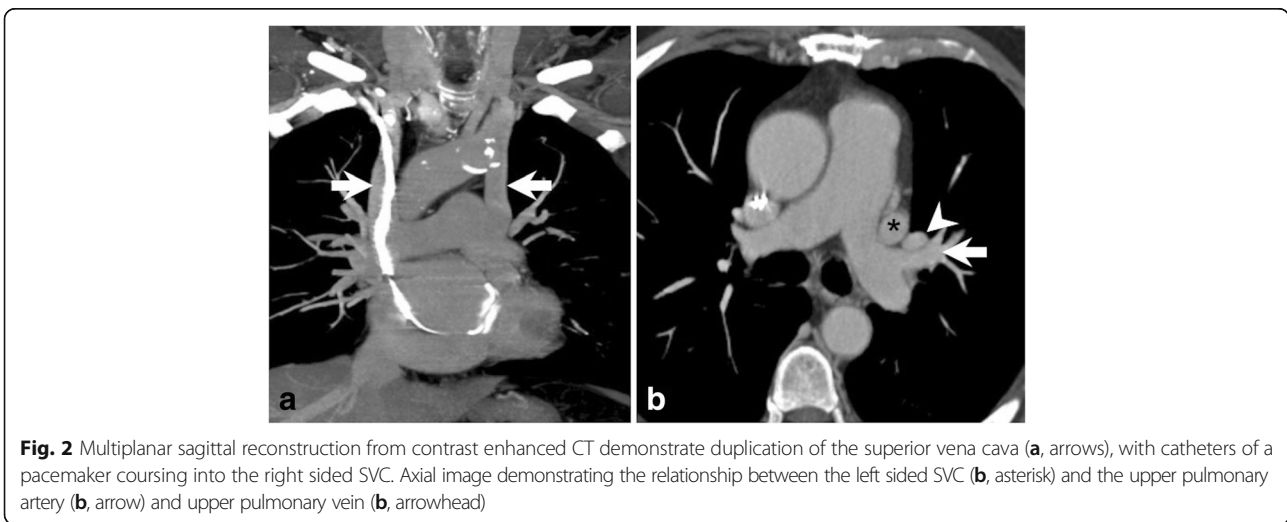 a
b
Fig. 2 Multiplanar sagittal reconstruction from contrast enhanced CT demonstrate duplication of the superior vena cava (a, arrows), with catheters of a
pacemaker coursing into the right sided SVC. Axial image demonstrating the relationship between the left sided SVC (b, asterisk) and the upper pulmonary
artery (b, arrow) and upper pulmonary vein (b, arrowhead)